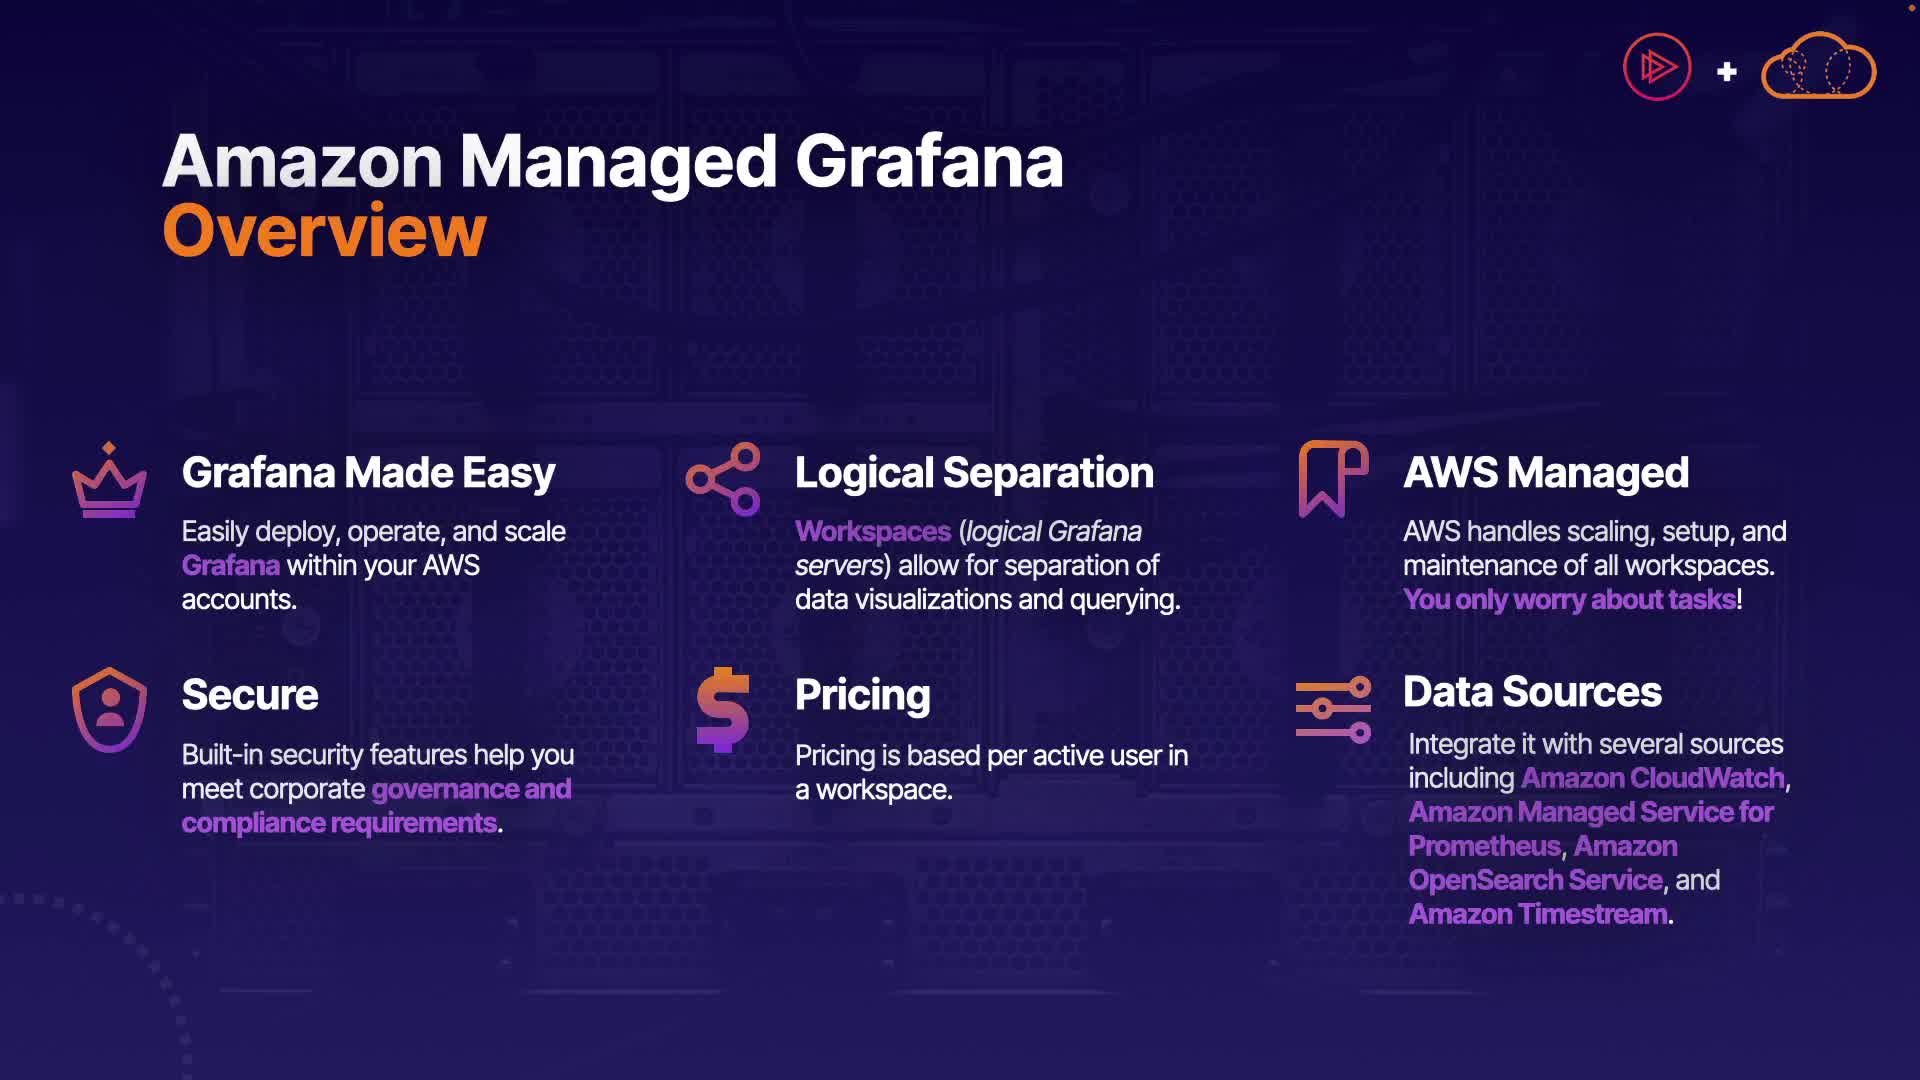 Amazon Managed Grafana
Overview
Grafana Made Easy
Easily deploy, operate, and scale
Grafana within your AWS
accounts.
Logical Separation
Workspaces (logical Grafana
servers) allow for separation of
data visualizations and querying.
AWS Managed
AWS handles scaling, setup, and
maintenance of all workspaces.
You only worry about tasks!
Secure
Built-in security features help you
meet corporate governance and
compliance requirements.
Pricing
Pricing is based per active user in
a workspace.
Data Sources
Integrate it with several sources
including Amazon CloudWatch,
Amazon Managed Service for
Prometheus, Amazon
OpenSearch Service, and
Amazon Timestream.